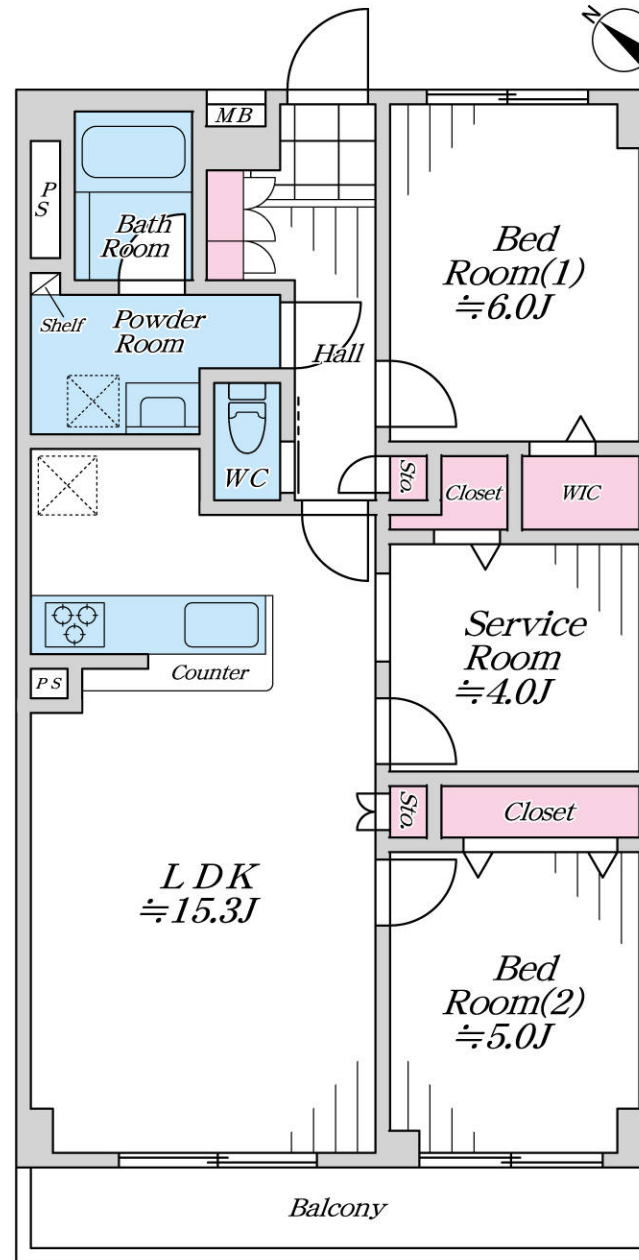 N
MB
PS
Bath
Room
Bed
Room(1)
≒6.0J
Shelf
Powder
Room
Hall
WC
Sto.
Closet
WIC
Service
Room
≒4.0J
Counter
PS
Sto.
Closet
LDK
≒15.3J
Bed
Room(2)
≒5.0J
Balcony